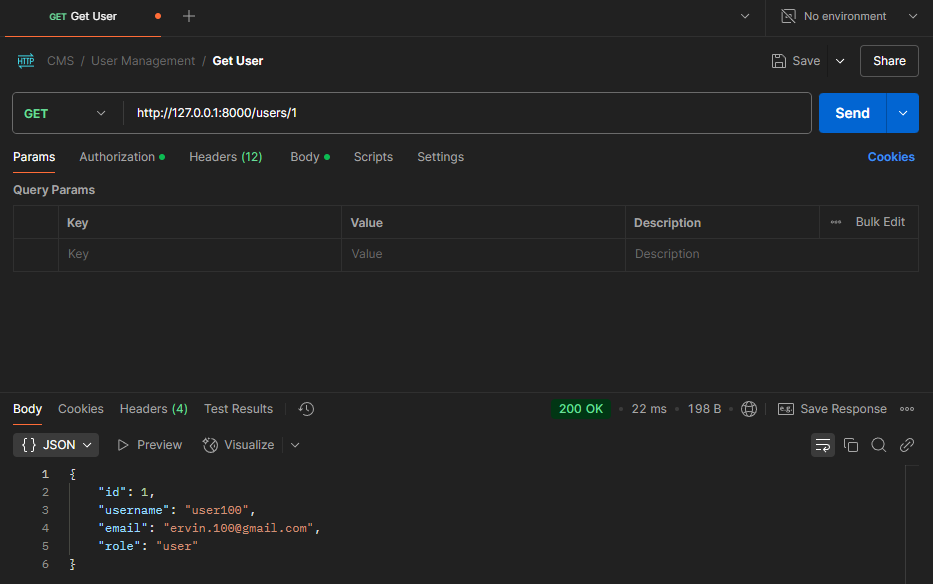 GET Get User
No environment
HTTP CMS / User Management / Get User Save Share
GET http://127.0.0.1:8000/users/1 Send
Params Authorization Headers (12) Body Scripts Settings Cookies
Query Params
Key Value Description Bulk Edit
Key Value Description
Body Cookies Headers (4) Test Results 200 OK 22 ms 198 B e.g. Save Response
{} JSON Preview Visualize
1 {
2 "id": 1,
3 "username": "user100",
4 "email": "ervin.100@gmail.com",
5 "role": "user"
6 }